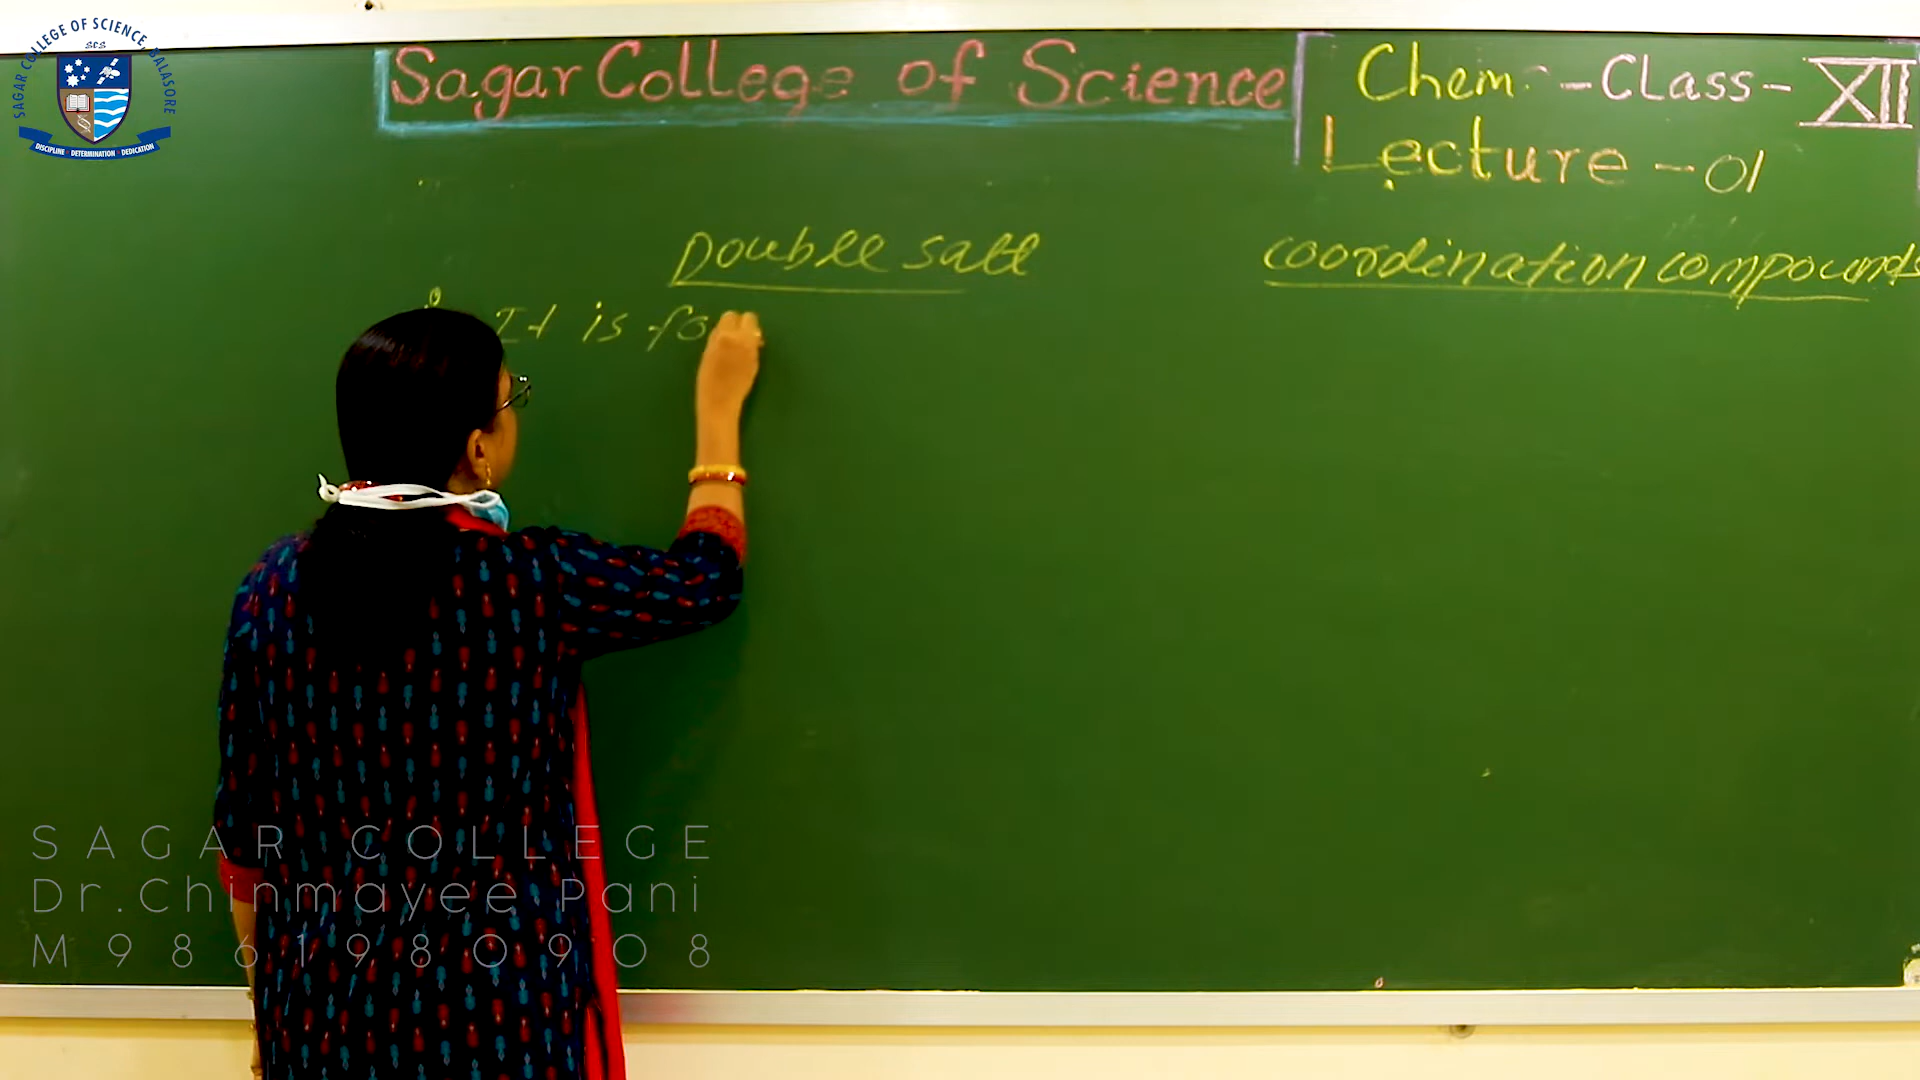 SAGAR COLLEGE OF SCIENCE, BALASORE
SCS
DISCIPLINE DETERMINATION DEDICATION
Sagar College of Science
Chem - Class - XII
Lecture - 01
Double salt
coordination compounds
It is fo
SAGAR COLLEGE
Dr.Chinmayee Pani
M 9861980908